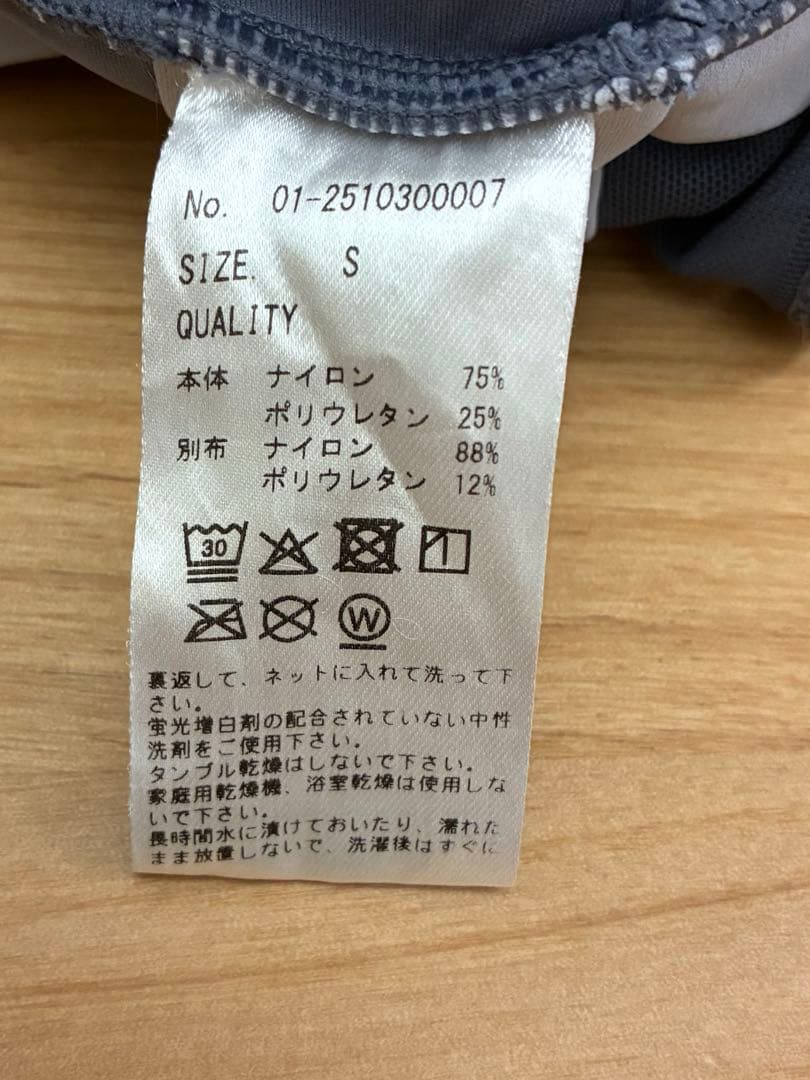 No. 01-2510300007
SIZE. S
QUALITY
本体 ナイロン 75%
ポリウレタン 25%
別布 ナイロン 88%
ポリウレタン 12%
30
W
裏返して、ネットに入れて洗って下
さい。
蛍光増白剤の配合されていない中性
洗剤をご使用下さい。
タンブル乾燥はしないで下さい。
家庭用乾燥機、浴室乾燥は使用しな
いで下さい。
長時間水に漬けておいたり、濡れた
まま放置しないで、洗濯後はすぐに